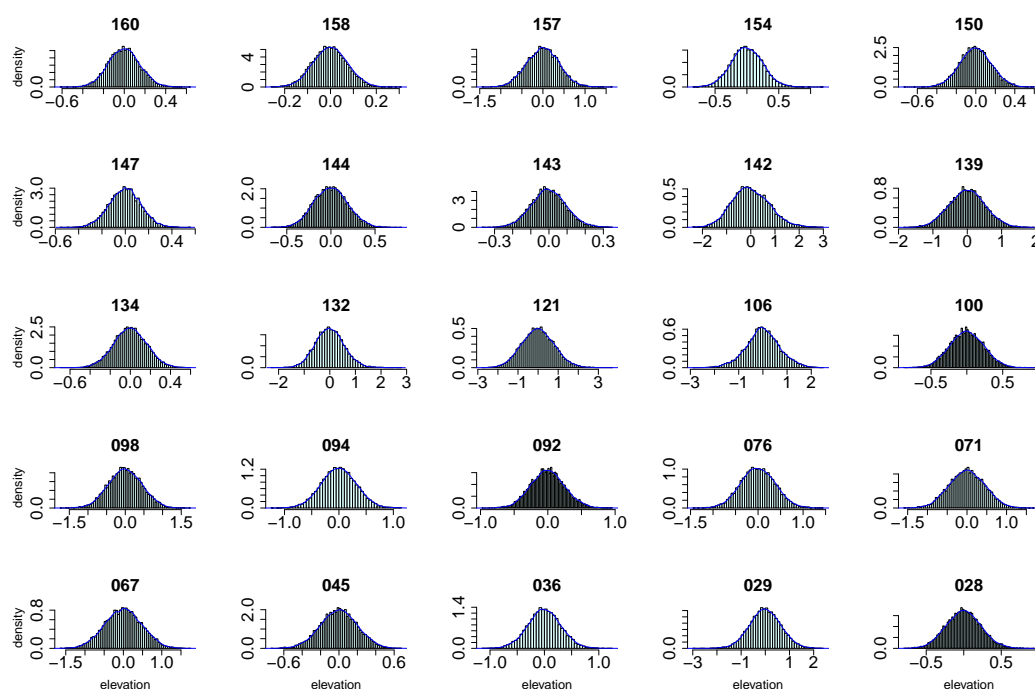 160 158 157 154 150
density 0.0 0 4 0.0 0.0 0.0 2.5
−0.6 0.0 0.4 −0.2 0.0 0.2 −1.5 0.0 1.0 −0.5 0.5 −0.6 0.0 0.4
147 144 143 142 139
0.0 3.0 0.0 2.0 0 3 0.0 0.5 0.0 0.8
−0.6 0.0 0.4 −0.5 0.5 −0.3 0.0 0.3 −2 0 1 2 3 −2 −1 0 1 2
134 132 121 106 100
density 0.0 2.5 0.0 0.0 0.5 0.0 0.6 0.0
−0.6 0.0 0.4 −2 0 1 2 3 −3 −1 1 3 −3 −1 1 2 −0.5 0.5
098 094 092 076 071
density 0.0 0.0 1.2 0.0 0.0 1.0 0.0
−1.5 0.0 1.5 −1.0 0.0 1.0 −1.0 0.0 1.0 −1.5 0.0 1.0 −1.5 0.0 1.0
067 045 036 029 028
density 0.0 0.8 0.0 2.0 0.0 1.4 0.0 0.0
−1.5 0.0 1.0 −0.6 0.0 0.6 −1.0 0.0 1.0 −3 −1 1 2 −0.5 0.5
elevation elevation elevation elevation elevation